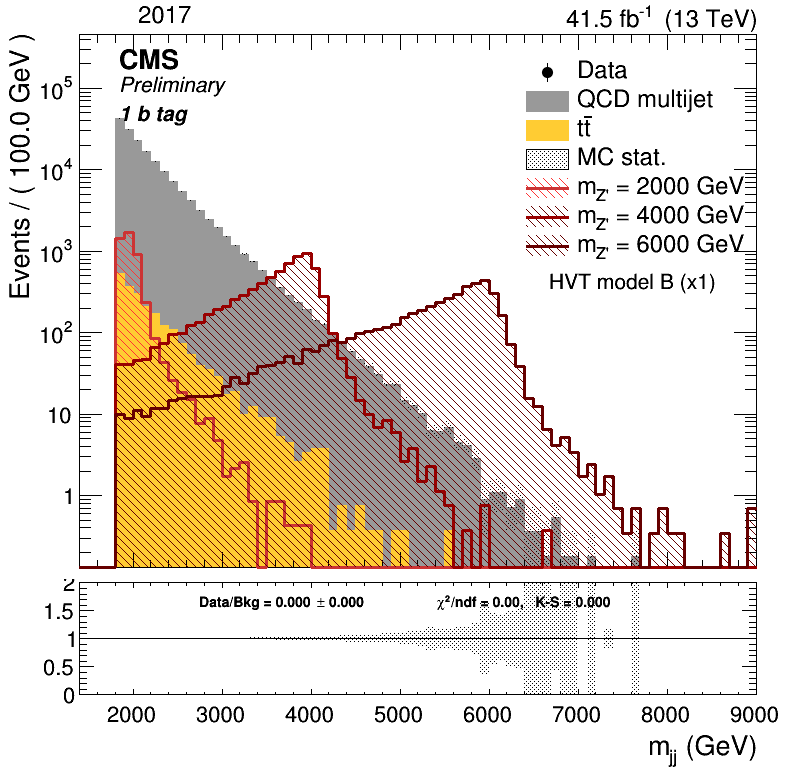 2017
41.5 fb⁻¹ (13 TeV)
CMS
Preliminary
1 b tag
Data
QCD multijet
tt̄
MC stat.
m_Z' = 2000 GeV
m_Z' = 4000 GeV
m_Z' = 6000 GeV
HVT model B (x1)
Events / ( 100.0 GeV )
10⁵
10⁴
10³
10²
10
1
Data/Bkg = 0.000 ± 0.000
χ²/ndf = 0.00, K-S = 0.000
2
1.5
1
0.5
0
2000 3000 4000 5000 6000 7000 8000 9000
m_jj (GeV)